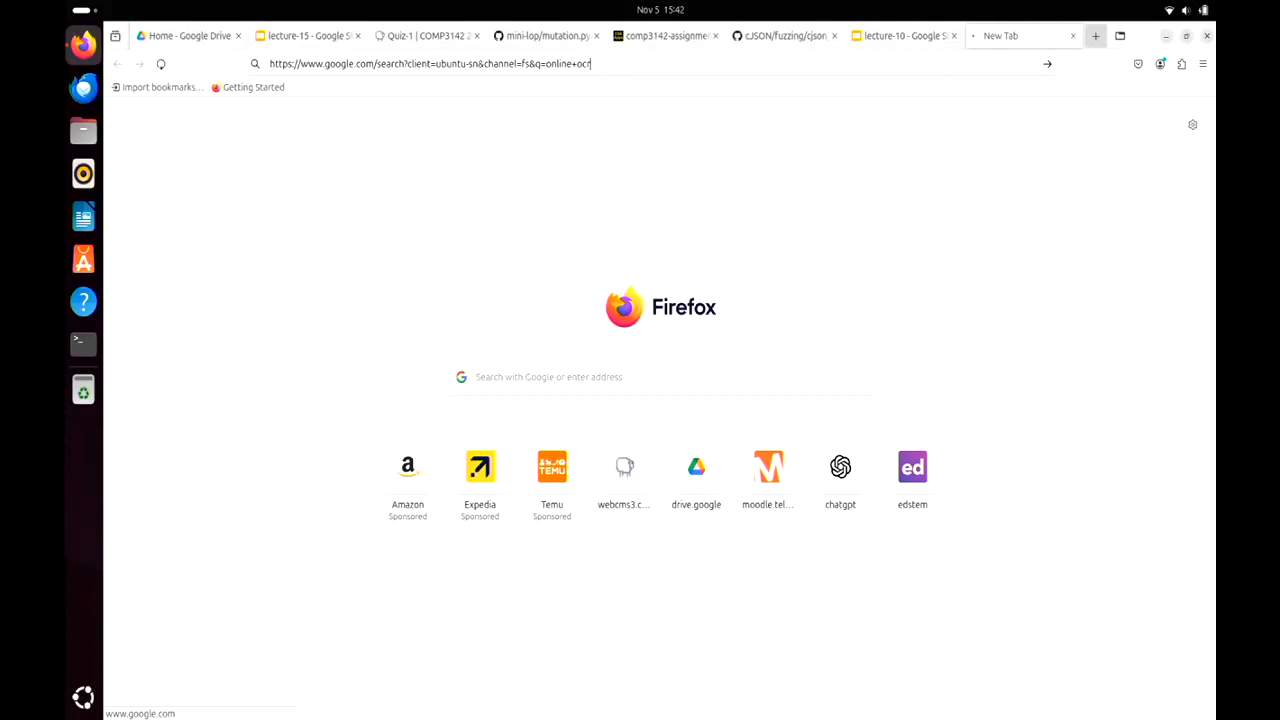 Nov 5 15:42
Home - Google Drive
lecture-15 - Google S
Quiz-1 | COMP3142 2
mini-lop/mutation.py
comp3142-assignme
cJSON/fuzzing/cjson
lecture-10 - Google S
New Tab
https://www.google.com/search?client=ubuntu-sn&channel=fs&q=online+ocr
Import bookmarks...
Getting Started
Firefox
Search with Google or enter address
Amazon
Sponsored
Expedia
Sponsored
TEMU
Temu
Sponsored
webcms3.c...
drive.google
moodle.tel...
chatgpt
ed
edstem
www.google.com